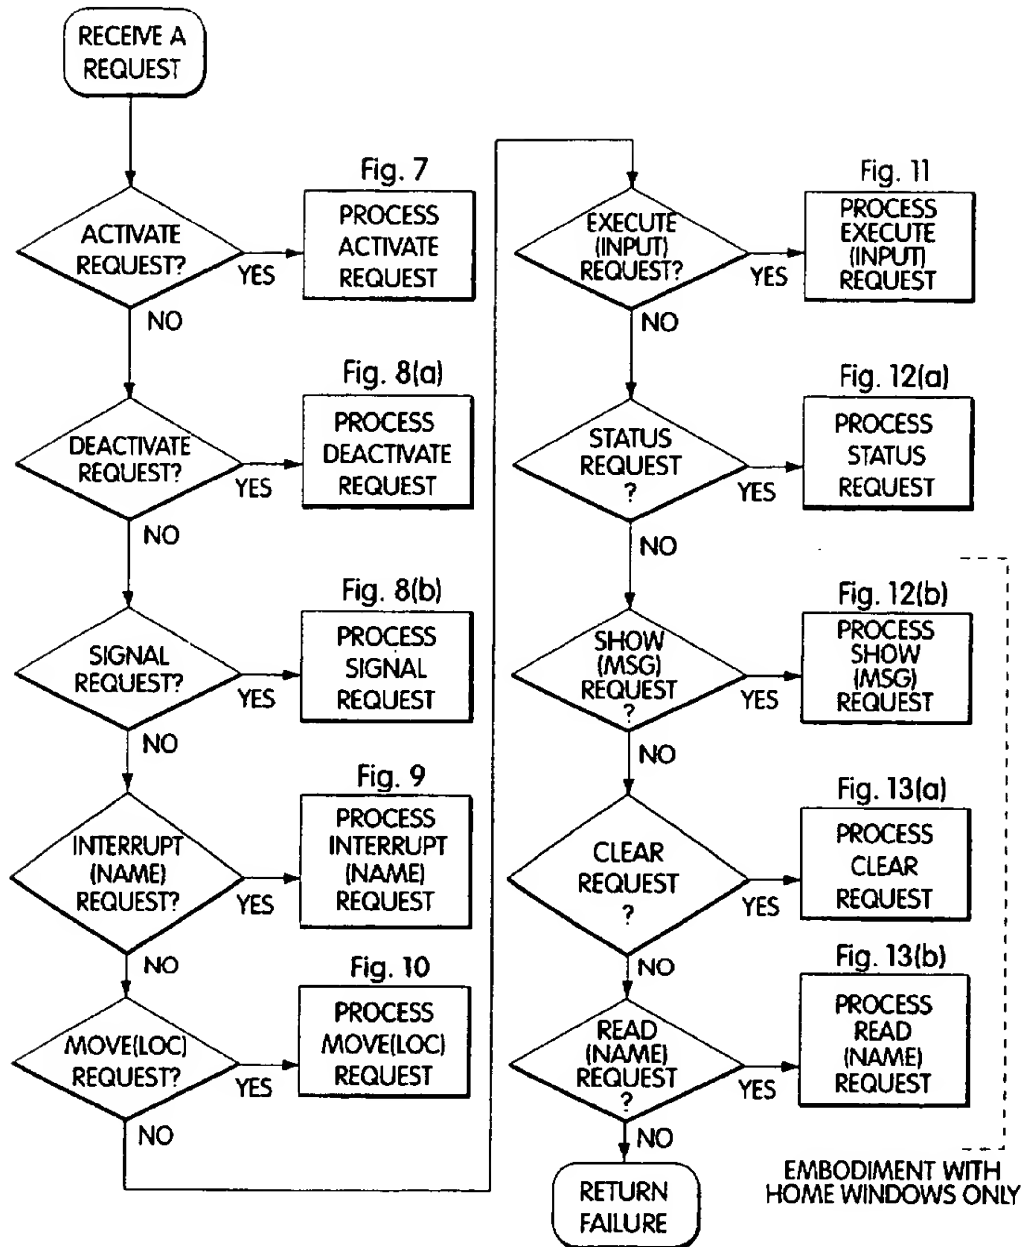 RECEIVE A
REQUEST
ACTIVATE
REQUEST?
YES
NO
Fig. 7
PROCESS
ACTIVATE
REQUEST
DEACTIVATE
REQUEST?
YES
NO
Fig. 8(a)
PROCESS
DEACTIVATE
REQUEST
SIGNAL
REQUEST?
YES
NO
Fig. 8(b)
PROCESS
SIGNAL
REQUEST
INTERRUPT
(NAME)
REQUEST?
YES
NO
Fig. 9
PROCESS
INTERRUPT
(NAME)
REQUEST
MOVE(LOC)
REQUEST?
YES
NO
Fig. 10
PROCESS
MOVE(LOC)
REQUEST
EXECUTE
(INPUT)
REQUEST?
YES
NO
Fig. 11
PROCESS
EXECUTE
(INPUT)
REQUEST
STATUS
REQUEST
?
YES
NO
Fig. 12(a)
PROCESS
STATUS
REQUEST
SHOW
(MSG)
REQUEST
?
YES
NO
Fig. 12(b)
PROCESS
SHOW
(MSG)
REQUEST
CLEAR
REQUEST
?
YES
NO
Fig. 13(a)
PROCESS
CLEAR
REQUEST
READ
(NAME)
REQUEST
?
YES
NO
Fig. 13(b)
PROCESS
READ
(NAME)
REQUEST
RETURN
FAILURE
EMBODIMENT WITH
HOME WINDOWS ONLY